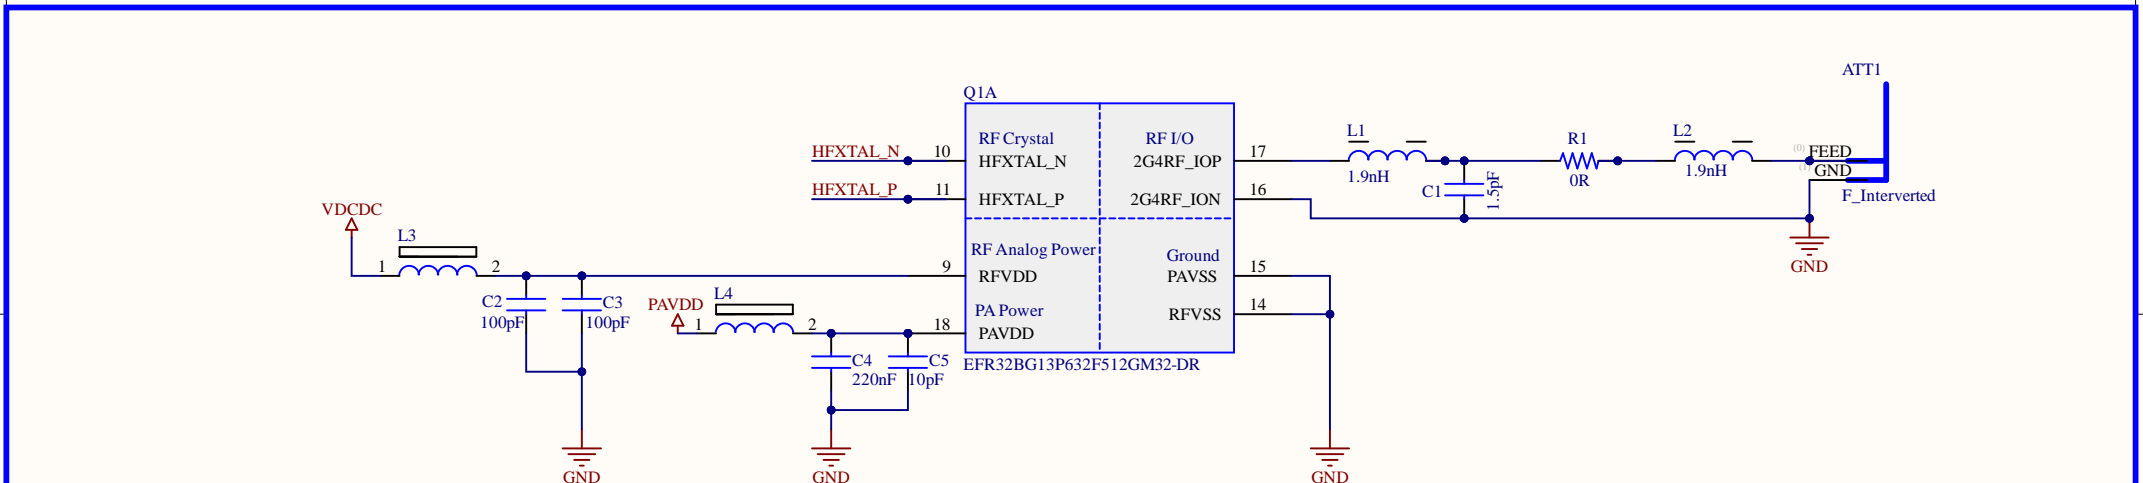 ATT1
Q1A
RF Crystal
RF I/O
L1
R1
L2
HFXTAL_N
10
HFXTAL_N
2G4RF_IOP
17
(0) FEED
1.9nH
0R
1.9nH
(1) GND
HFXTAL_P
11
HFXTAL_P
2G4RF_ION
16
C1
1.5pF
F_Interverted
VDCDC
L3
RF Analog Power
Ground
GND
1
2
9
RFVDD
PAVSS
15
C2
C3
L4
PAVDD
100pF
100pF
PA Power
RFVSS
14
1
2
18
PAVDD
C4
C5
EFR32BG13P632F512GM32-DR
220nF
10pF
GND
GND
GND